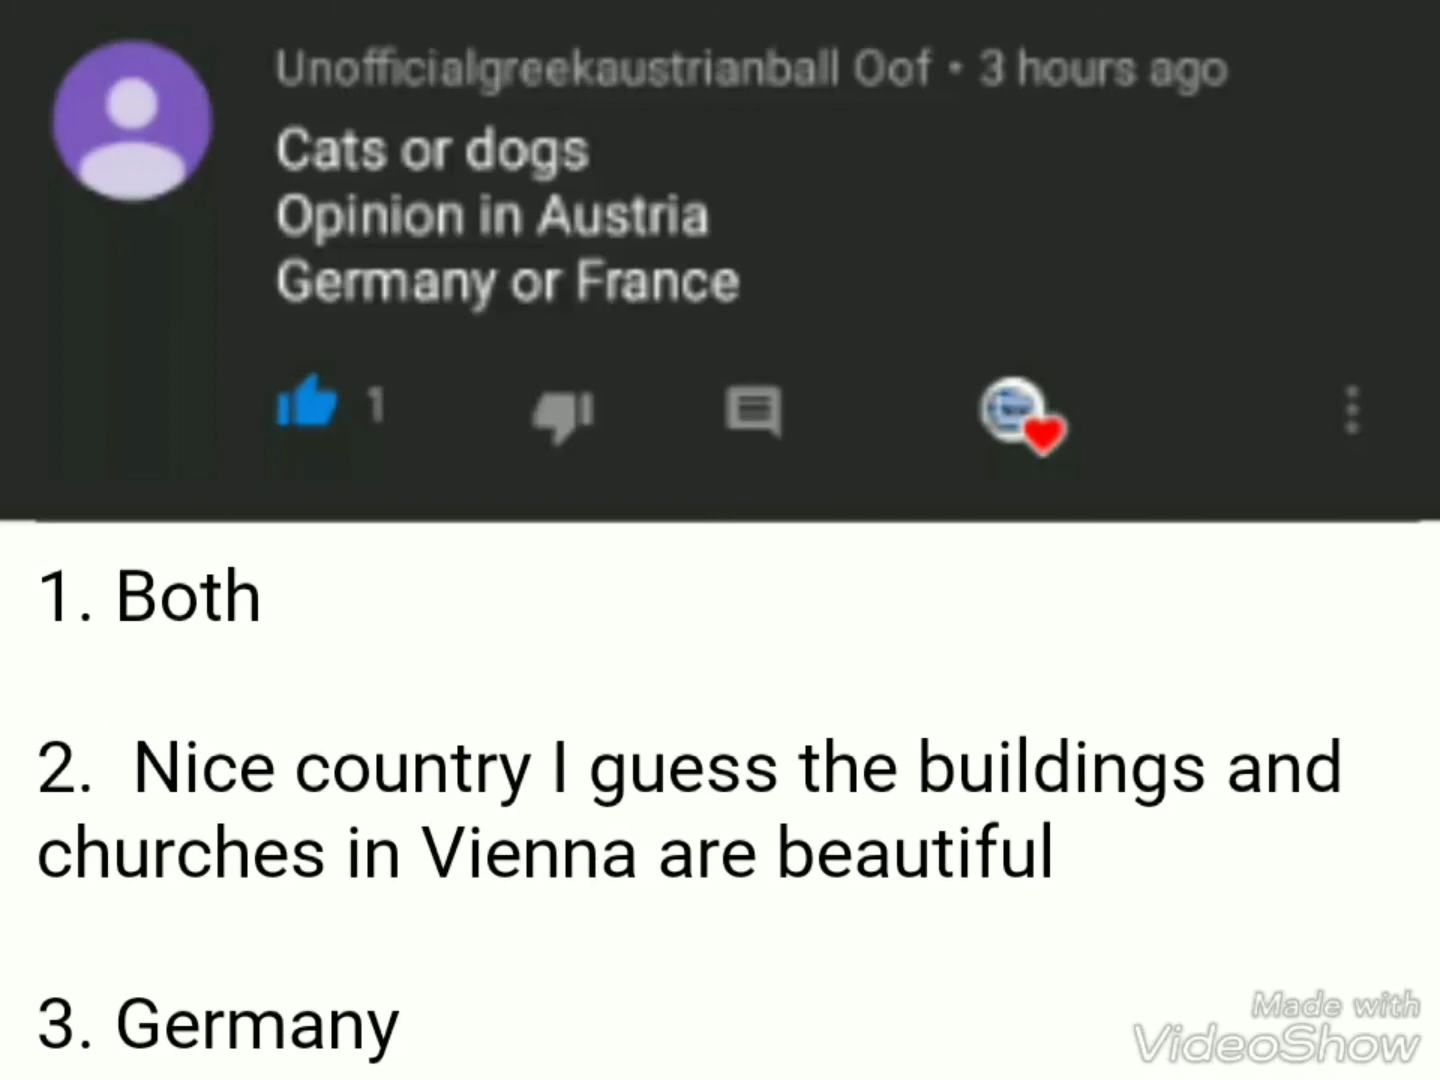 Unofficialgreekaustrianball Oof • 3 hours ago
Cats or dogs
Opinion in Austria
Germany or France
1
1. Both
2. Nice country I guess the buildings and
churches in Vienna are beautiful
3. Germany
Made with
VideoShow